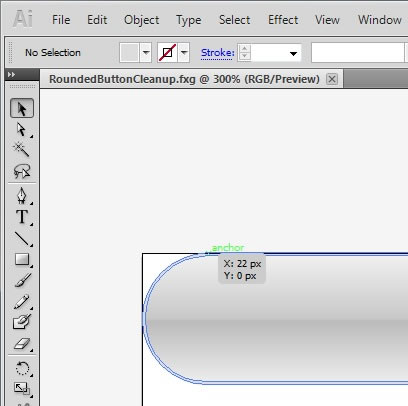 Ai File Edit Object Type Select Effect View Window
No Selection Stroke:
RoundedButtonCleanup.fxg @ 300% (RGB/Preview)
T
anchor
X: 22 px
Y: 0 px